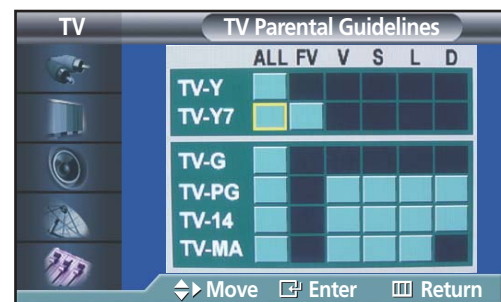 TV TV Parental Guidelines
ALL FV V S L D
TV-Y
TV-Y7
TV-G
TV-PG
TV-14
TV-MA
Move Enter Return